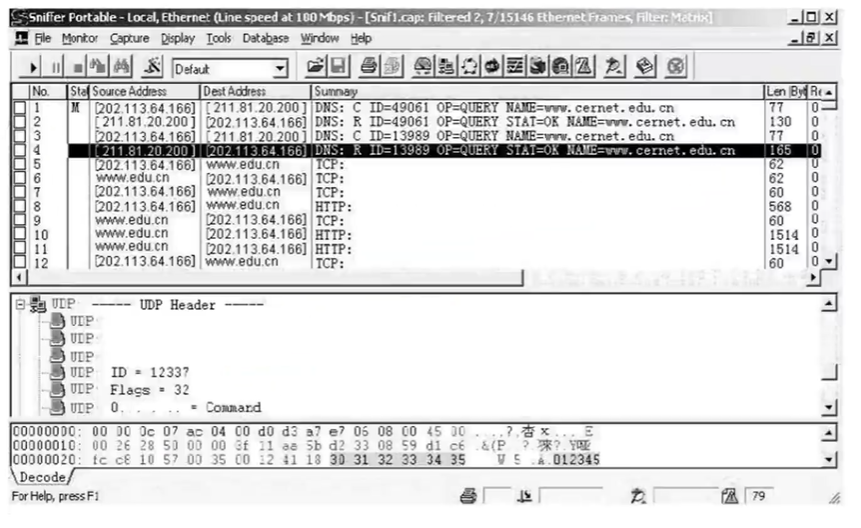 Sniffer Portable - Local, Ethernet (Line speed at 100 Mbps) - [Snif1.cap: Filtered 2, 7/15146 Ethernet Frames, Filter: Matrix]
File Monitor Capture Display Tools Database Window Help
Default
No. Stat Source Address Dest Address Summary Len (Byt Re
1 M [202.113.64.166] [211.81.20.200] DNS: C ID=49061 OP=QUERY NAME=www.cernet.edu.cn 77 0
2 [211.81.20.200] [202.113.64.166] DNS: R ID=49061 OP=QUERY STAT=OK NAME=www.cernet.edu.cn 130 0
3 [202.113.64.166] [211.81.20.200] DNS: C ID=13989 OP=QUERY NAME=www.cernet.edu.cn 77 0
4 [211.81.20.200] [202.113.64.166] DNS: R ID=13989 OP=QUERY STAT=OK NAME=www.cernet.edu.cn 165 0
5 [202.113.64.166] www.edu.cn TCP: 62 0
6 www.edu.cn [202.113.64.166] TCP: 62 0
7 [202.113.64.166] www.edu.cn TCP: 60 0
8 [202.113.64.166] www.edu.cn HTTP: 568 0
9 www.edu.cn [202.113.64.166] TCP: 60 0
10 www.edu.cn [202.113.64.166] HTTP: 1514 0
11 www.edu.cn [202.113.64.166] HTTP: 1514 0
12 [202.113.64.166] www.edu.cn TCP: 60 0
UDP: ----- UDP Header -----
UDP
UDP
UDP
UDP ID = 12337
UDP Flags = 32
UDP 0... .... = Command
00000000: 00 00 0c 07 ac 04 00 d0 d3 a7 e7 06 08 00 45 00
00000010: 00 26 28 50 00 00 3f 11 aa 5b d2 33 08 59 d1 c6
00000020: fc c8 10 57 00 35 00 12 41 18 30 31 32 33 34 35 W 5 .A.012345
Decode
For Help, press F1
79